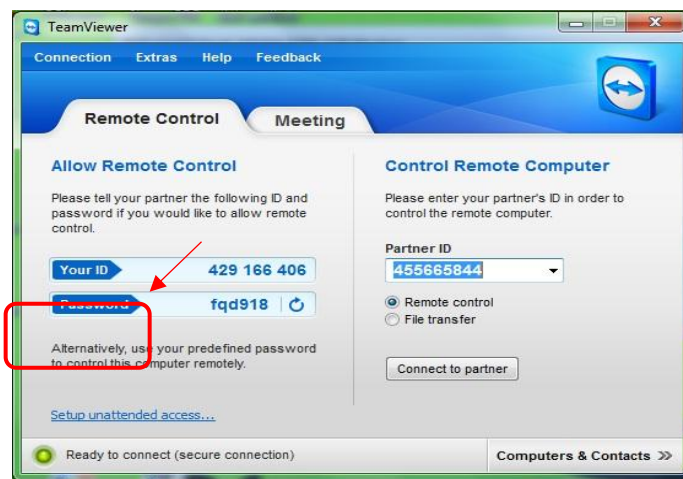 TeamViewer
Connection Extras Help Feedback
Remote Control Meeting
Allow Remote Control
Please tell your partner the following ID and
password if you would like to allow remote
control.
Your ID 429 166 406
Password fqd918
Alternatively, use your predefined password
to control this computer remotely.
Setup unattended access...
Control Remote Computer
Please enter your partner's ID in order to
control the remote computer.
Partner ID
455665844
Remote control
File transfer
Connect to partner
Ready to connect (secure connection)
Computers & Contacts >>